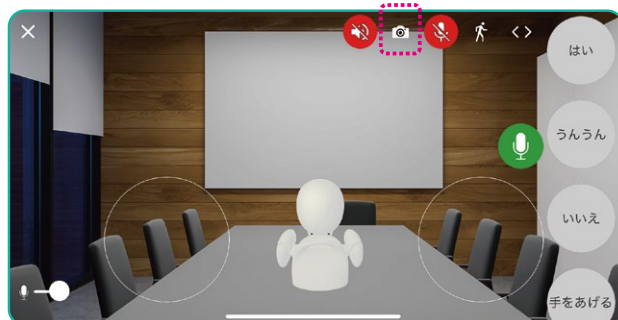 はい
うんうん
いいえ
手をあげる